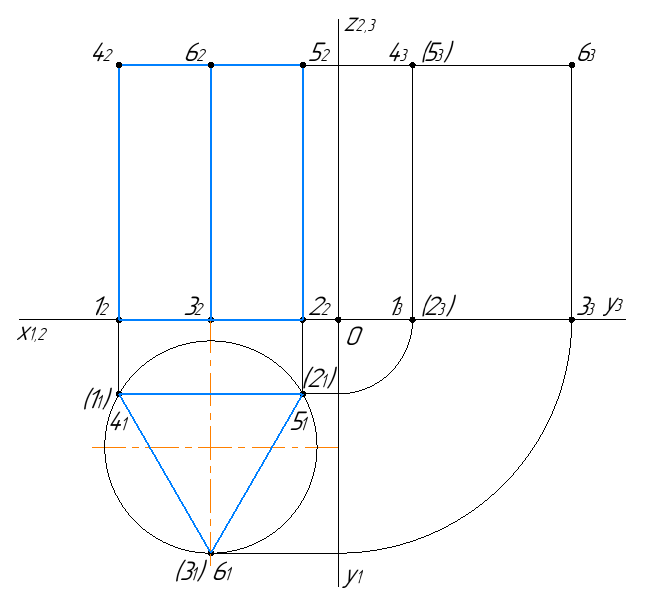 z2,3
42 62 52 43 (53) 63
12 32 22 13 (23) 33 y3
x1,2 0
(11) (21)
41 51
(31) 61 y1